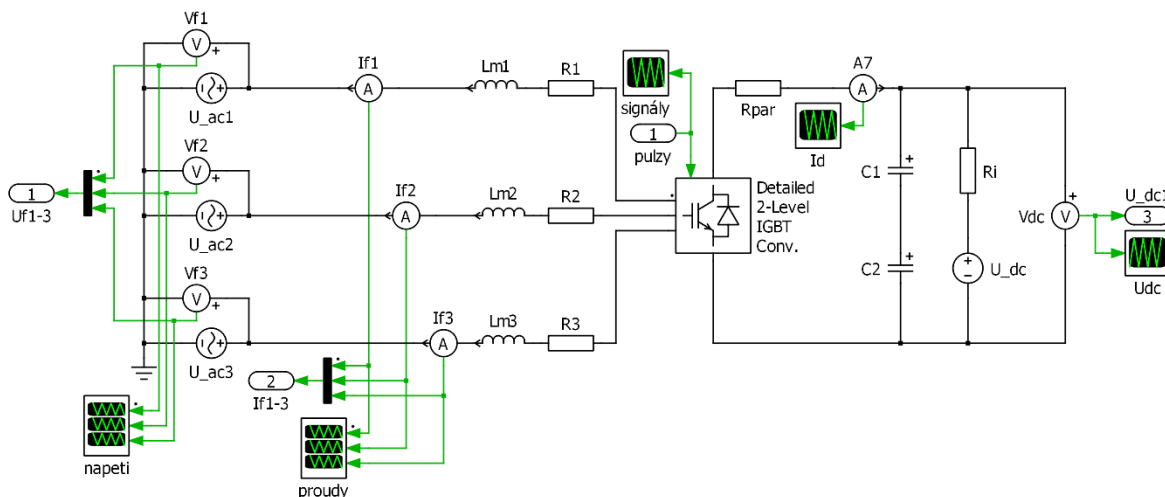 Vf1
V
+
U_ac1
If1
A
Lm1
R1
signály
1
pulzy
Rpar
A7
A
Id
Vf2
V
+
U_ac2
1
Uf1-3
If2
A
Lm2
R2
Detailed
2-Level
IGBT
Conv.
C1
+
C2
+
Ri
+
U_dc
Vdc
V
+
U_dc1
3
Udc
Vf3
V
+
U_ac3
If3
A
Lm3
R3
2
If1-3
napeti
proudy